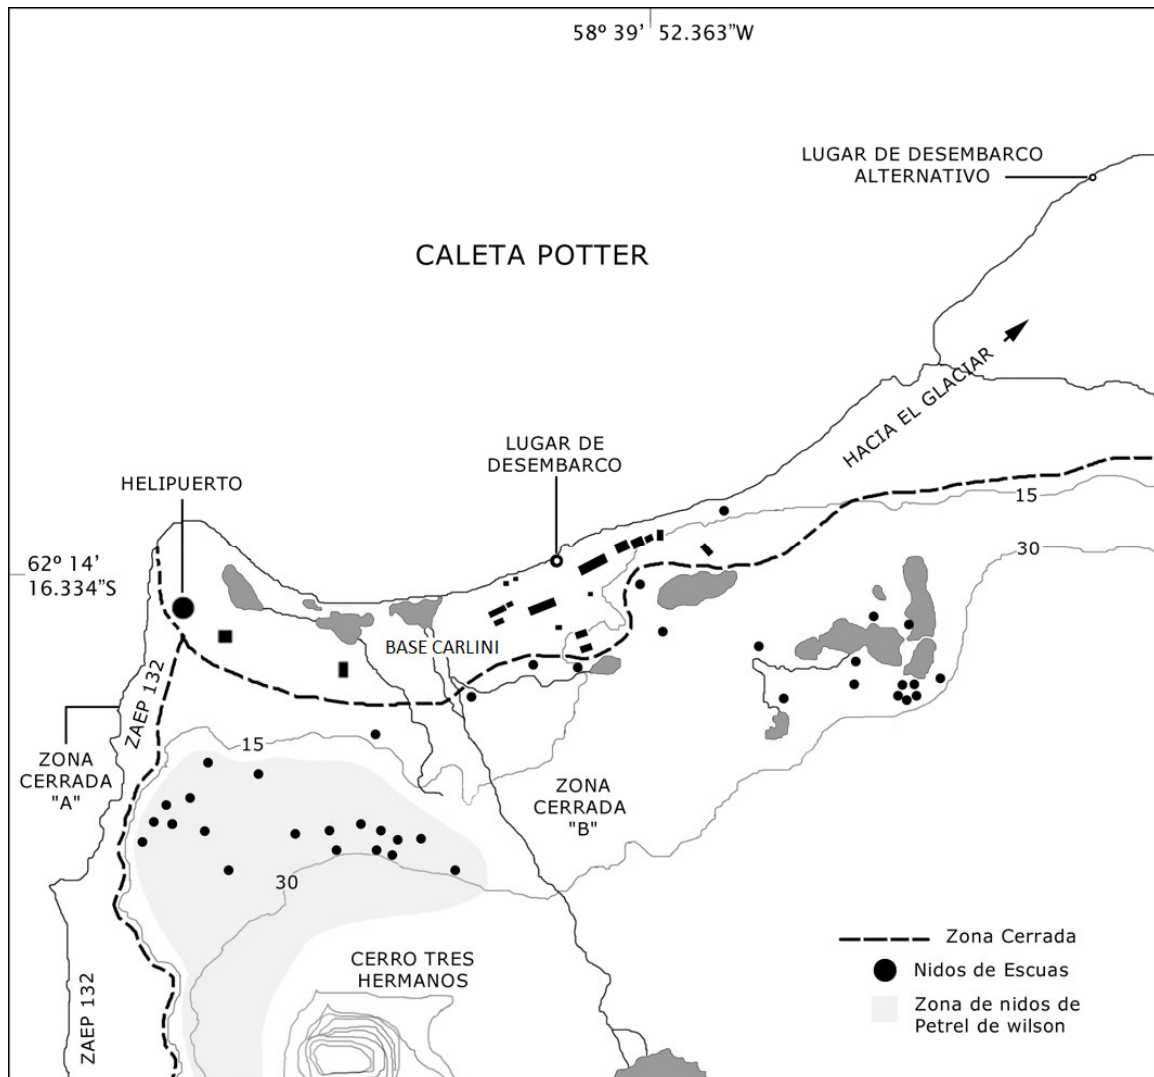 58º 39' 52.363”W
LUGAR DE DESEMBARCO
ALTERNATIVO
CALETA POTTER
HACIA EL GLACIAR
LUGAR DE
DESEMBARCO
HELIPUERTO
15
30
62º 14’
16.334”S
BASE CARLINI
ZAEP 132
ZONA
CERRADA
"A"
15
ZONA
CERRADA
"B"
30
CERRO TRES
HERMANOS
ZAEP 132
Zona Cerrada
Nidos de Escuas
Zona de nidos de
Petrel de wilson